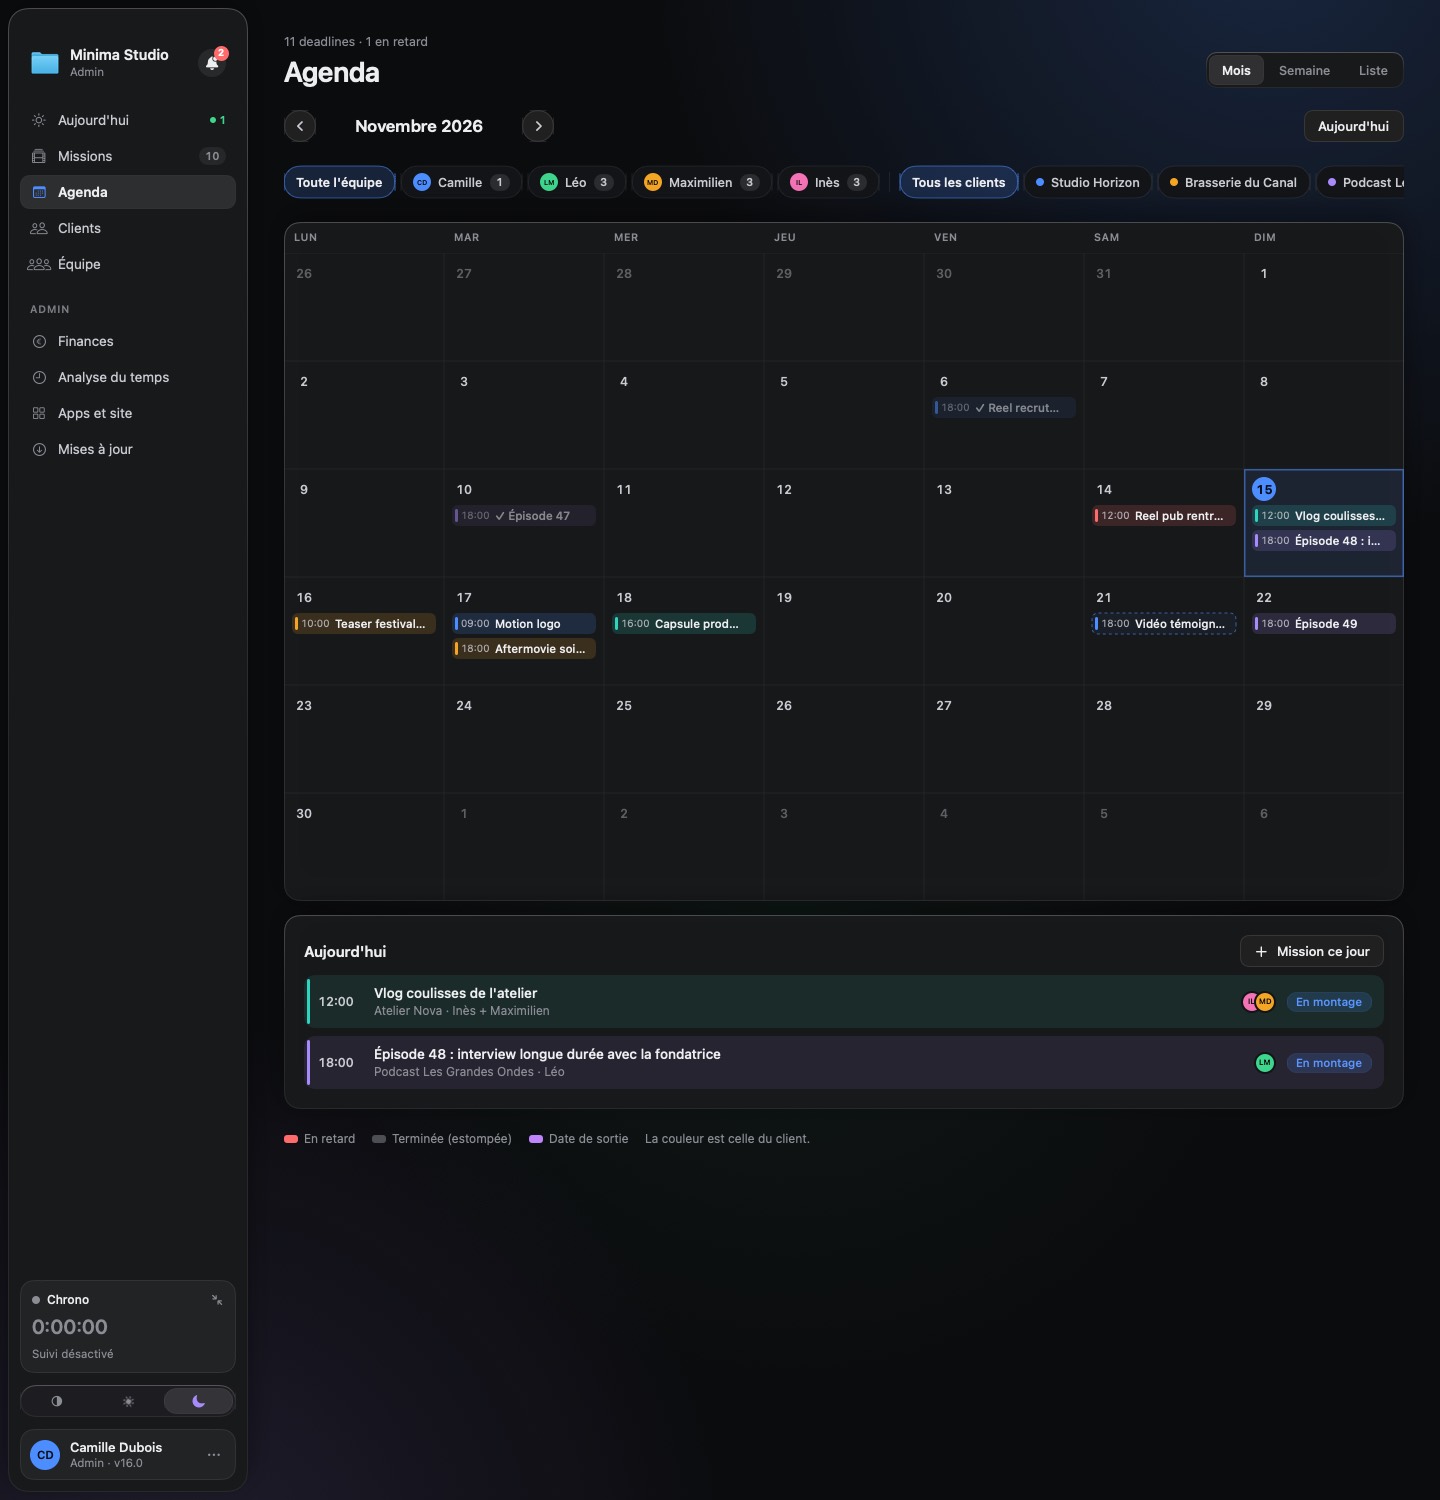 Minima Studio
Admin
2
Aujourd'hui
1
Missions
10
Agenda
Clients
Équipe
ADMIN
Finances
Analyse du temps
Apps et site
Mises à jour
Chrono
0:00:00
Suivi désactivé
CD
Camille Dubois
Admin · v16.0
11 deadlines · 1 en retard
Agenda
Mois Semaine Liste
Novembre 2026
Aujourd'hui
Toute l'équipe CD Camille 1 LM Léo 3 MD Maximilien 3 IL Inès 3 Tous les clients Studio Horizon Brasserie du Canal Podcast
LUN MAR MER JEU VEN SAM DIM
26 27 28 29 30 31 1
2 3 4 5 6 7 8
18:00 ✓ Reel recrut...
9 10 11 12 13 14 15
18:00 ✓ Épisode 47
12:00 Reel pub rentr...
12:00 Vlog coulisses...
18:00 Épisode 48 : i...
16 17 18 19 20 21 22
10:00 Teaser festival...
09:00 Motion logo
18:00 Aftermovie soi...
16:00 Capsule prod...
18:00 Vidéo témoign...
18:00 Épisode 49
23 24 25 26 27 28 29
30 1 2 3 4 5 6
Aujourd'hui
+ Mission ce jour
12:00
Vlog coulisses de l'atelier
Atelier Nova · Inès + Maximilien
MD
En montage
18:00
Épisode 48 : interview longue durée avec la fondatrice
Podcast Les Grandes Ondes · Léo
LM
En montage
En retard Terminée (estompée) Date de sortie La couleur est celle du client.